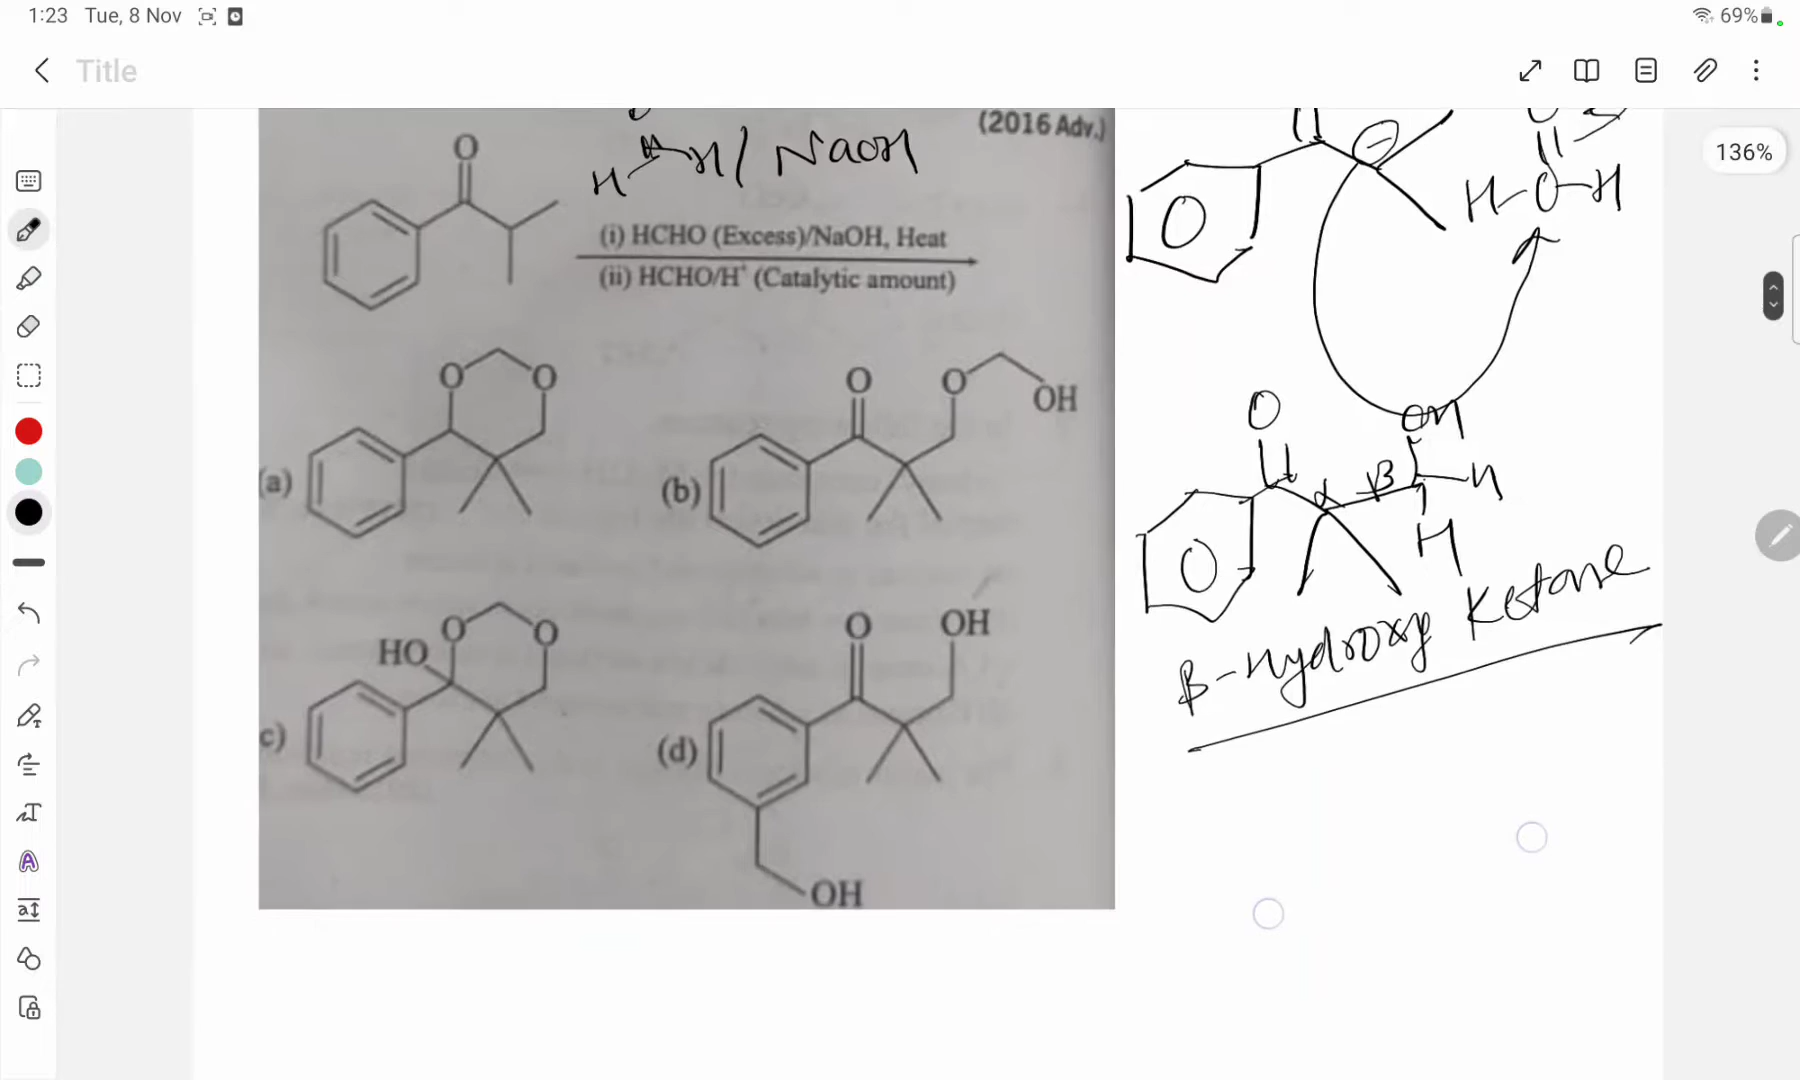 1:23 Tue, 8 Nov
69%
Title
136%
(2016 Adv.)
H H / NaOH
O
(i) HCHO (Excess)/NaOH, Heat
(ii) HCHO/H⁺ (Catalytic amount)
H-C-H
O
O
O
(a)
O
O
OH
(b)
O
OH
α
β
H
H
β-Hydroxy Ketone
HO
O
O
c)
O
OH
(d)
OH